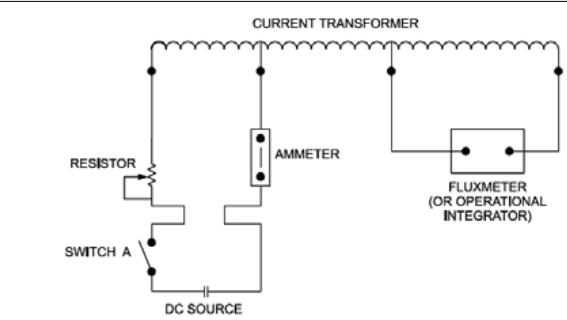 CURRENT TRANSFORMER
RESISTOR
AMMETER
FLUXMETER
(OR OPERATIONAL
INTEGRATOR)
SWITCH A
DC SOURCE